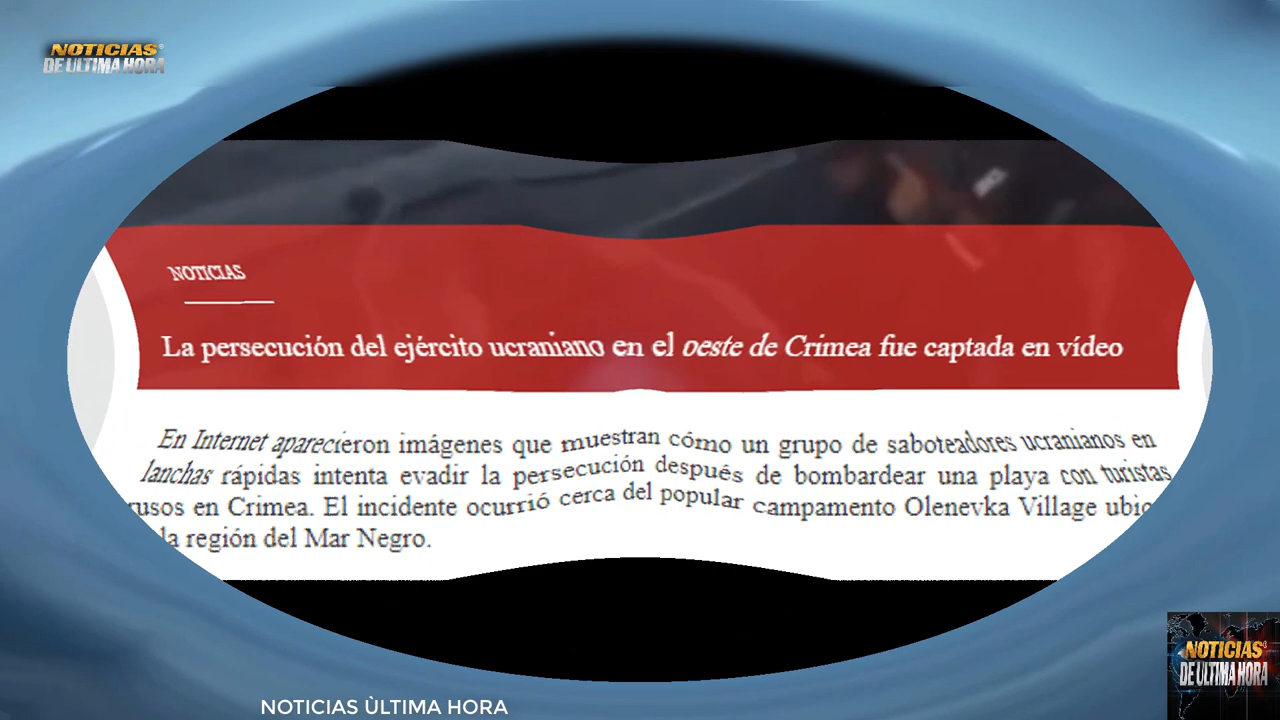 NOTICIAS
DE ULTIMA HORA
NOTICIAS
La persecución del ejército ucraniano en el oeste de Crimea fue captada en vídeo
En Internet aparecieron imágenes que muestran cómo un grupo de saboteadores ucranianos en
lanchas rápidas intenta evadir la persecución después de bombardear una playa con turistas
rusos en Crimea. El incidente ocurrió cerca del popular campamento Olenevka Village
la región del Mar Negro.
NOTICIAS
DE ULTIMA HORA
NOTICIAS ÙLTIMA HORA